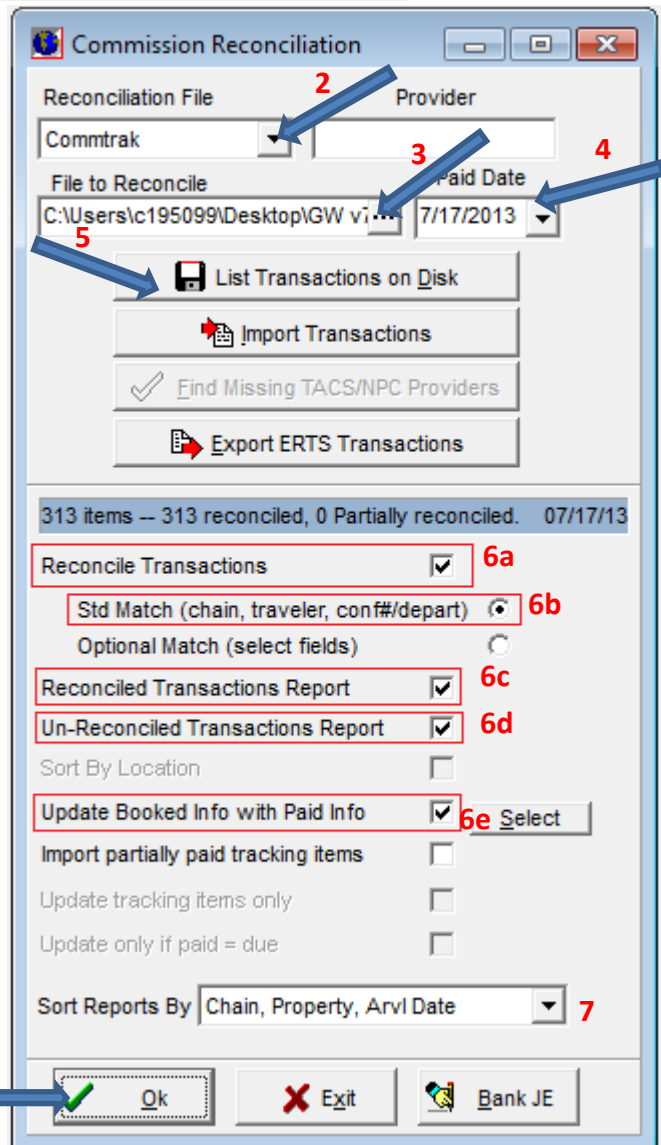 Commission Reconciliation
Reconciliation File 2 Provider
Commtrak
3 4
File to Reconcile Paid Date
C:\Users\c195099\Desktop\GW v7 ... 7/17/2013
5
List Transactions on Disk
Import Transactions
Find Missing TACS/NPC Providers
Export ERTS Transactions
313 items -- 313 reconciled, 0 Partially reconciled. 07/17/13
Reconcile Transactions 6a
Std Match (chain, traveler, conf#/depart) 6b
Optional Match (select fields)
Reconciled Transactions Report 6c
Un-Reconciled Transactions Report 6d
Sort By Location
Update Booked Info with Paid Info 6e Select
Import partially paid tracking items
Update tracking items only
Update only if paid = due
Sort Reports By Chain, Property, Arvl Date 7
Ok Exit Bank JE